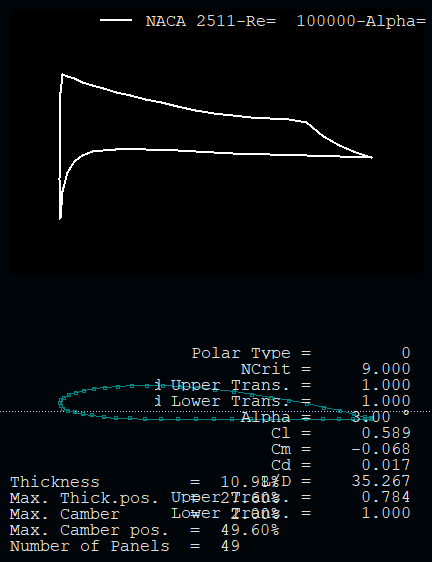 NACA 2511-Re=  100000-Alpha=
Polar Type = 0
NCrit = 9.000
Upper Trans. = 1.000
Lower Trans. = 1.000
Alpha = 3.00 °
Cl = 0.589
Cm = -0.068
Cd = 0.017
L/D = 35.267
Upper Trans. = 0.784
Lower Trans. = 1.000
Thickness = 10.98%
Max. Thick.pos. = 27.60%
Max. Camber = 2.00%
Max. Camber pos. = 49.60%
Number of Panels = 49